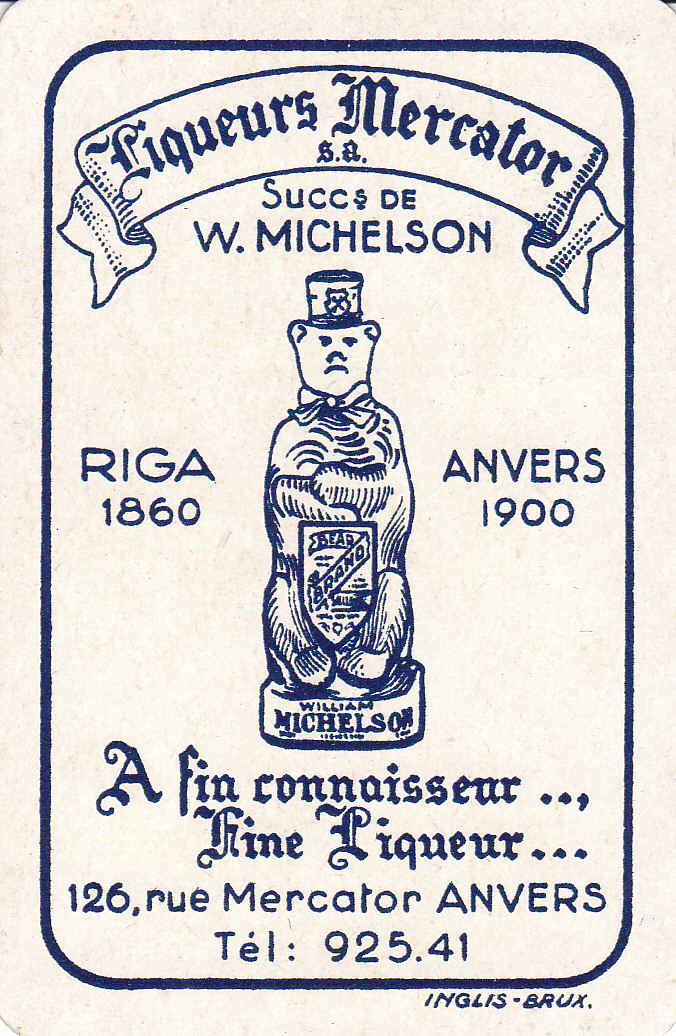 Liqueurs Mercator
s.a.
Succs DE
W. MICHELSON
RIGA
1860
ANVERS
1900
BEAR
BRAND
WILLIAM
MICHELSON
A fin connaisseur ..,
Fine Liqueur...
126, rue Mercator ANVERS
Tél: 925.41
INGLIS-BRUX.